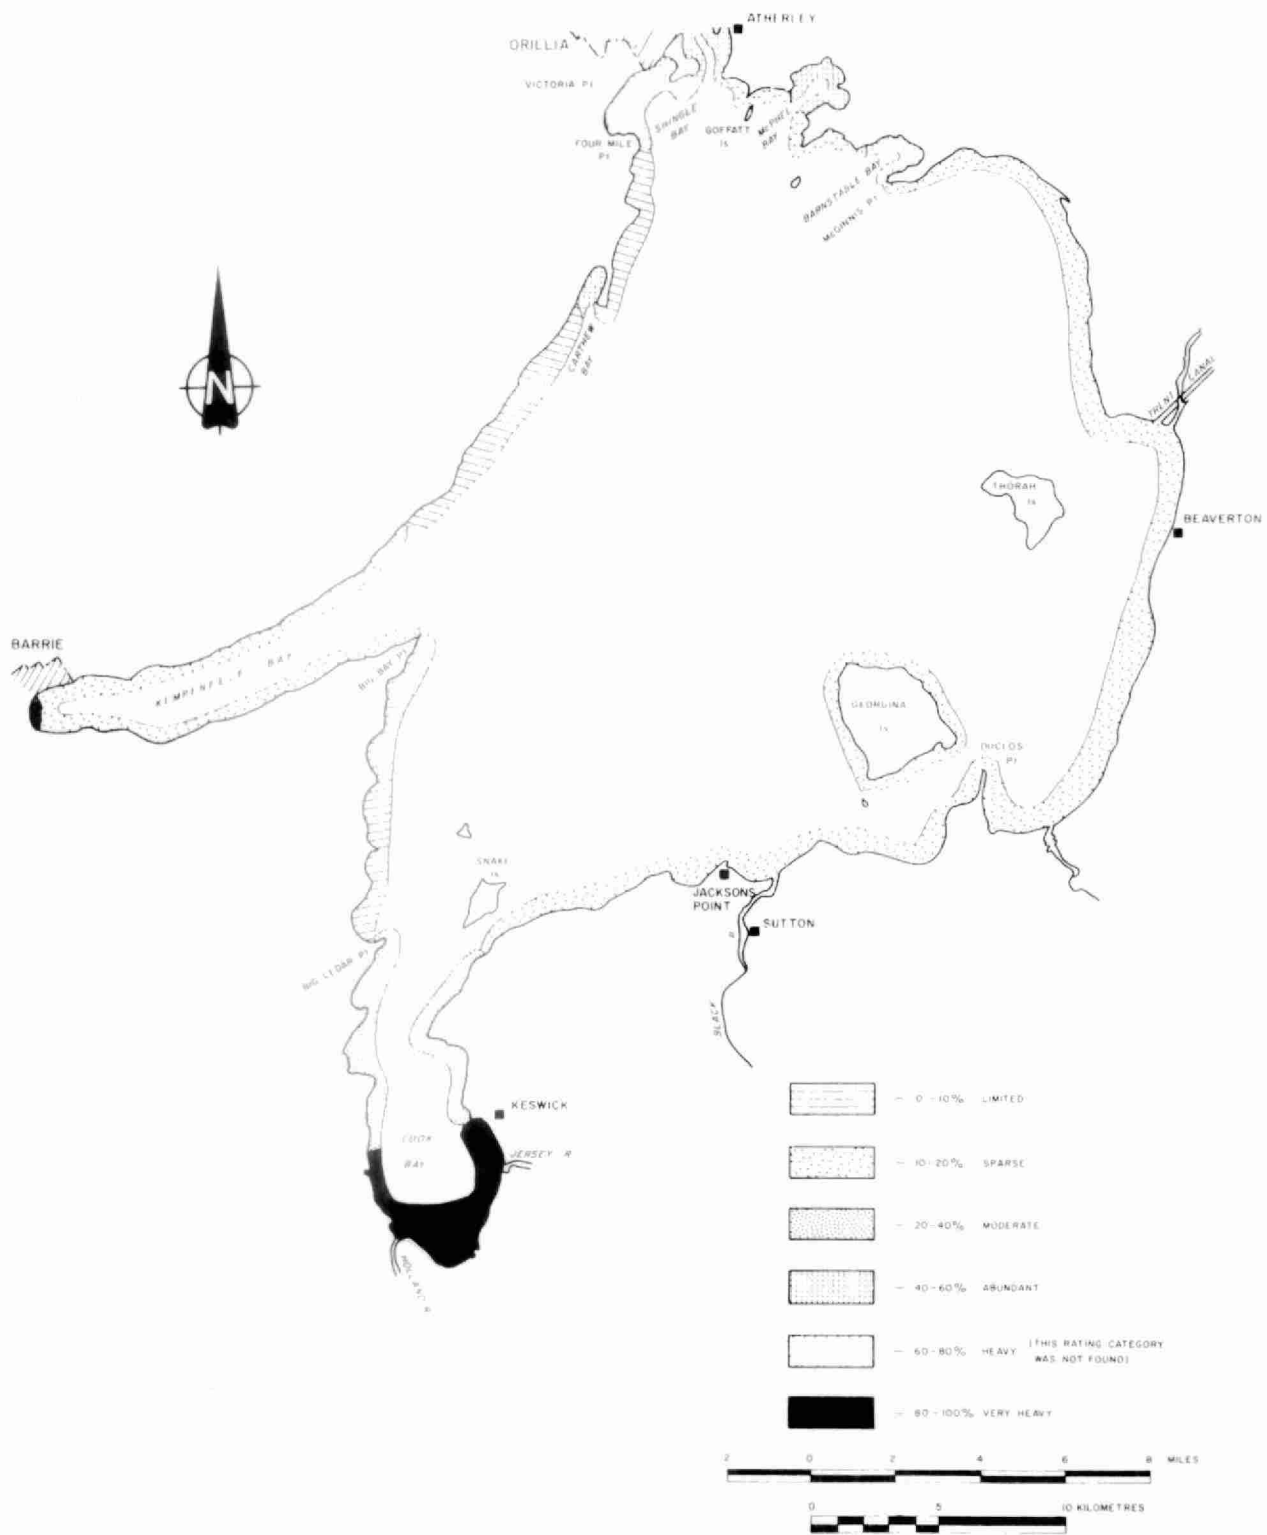 ATHERLEY
ORILLIA
VICTORIA PT
SHINGLE
BAY
GOFFATT
Is
McPHEE
BAY
FOUR MILE
PT
BARNSTABLE BAY
McGINNIS PT
CARTHEW
BAY
N
TRENT CANAL
THORAH
Is
BEAVERTON
BARRIE
KEMPENFELT BAY
BIG BAY PT
GEORGINA
Is
DUCLOS
PT
SNAKE
Is
JACKSONS
POINT
SUTTON
BLACK R
BIG CEDAR PT
KESWICK
COOK
BAY
JERSEY R
HOLLAND R
— 0-10% LIMITED
— 10-20% SPARSE
— 20-40% MODERATE
— 40-60% ABUNDANT
— 60-80% HEAVY (THIS RATING CATEGORY
WAS NOT FOUND)
— 80-100% VERY HEAVY
2 0 2 4 6 8 MILES
0 5 10 KILOMETRES